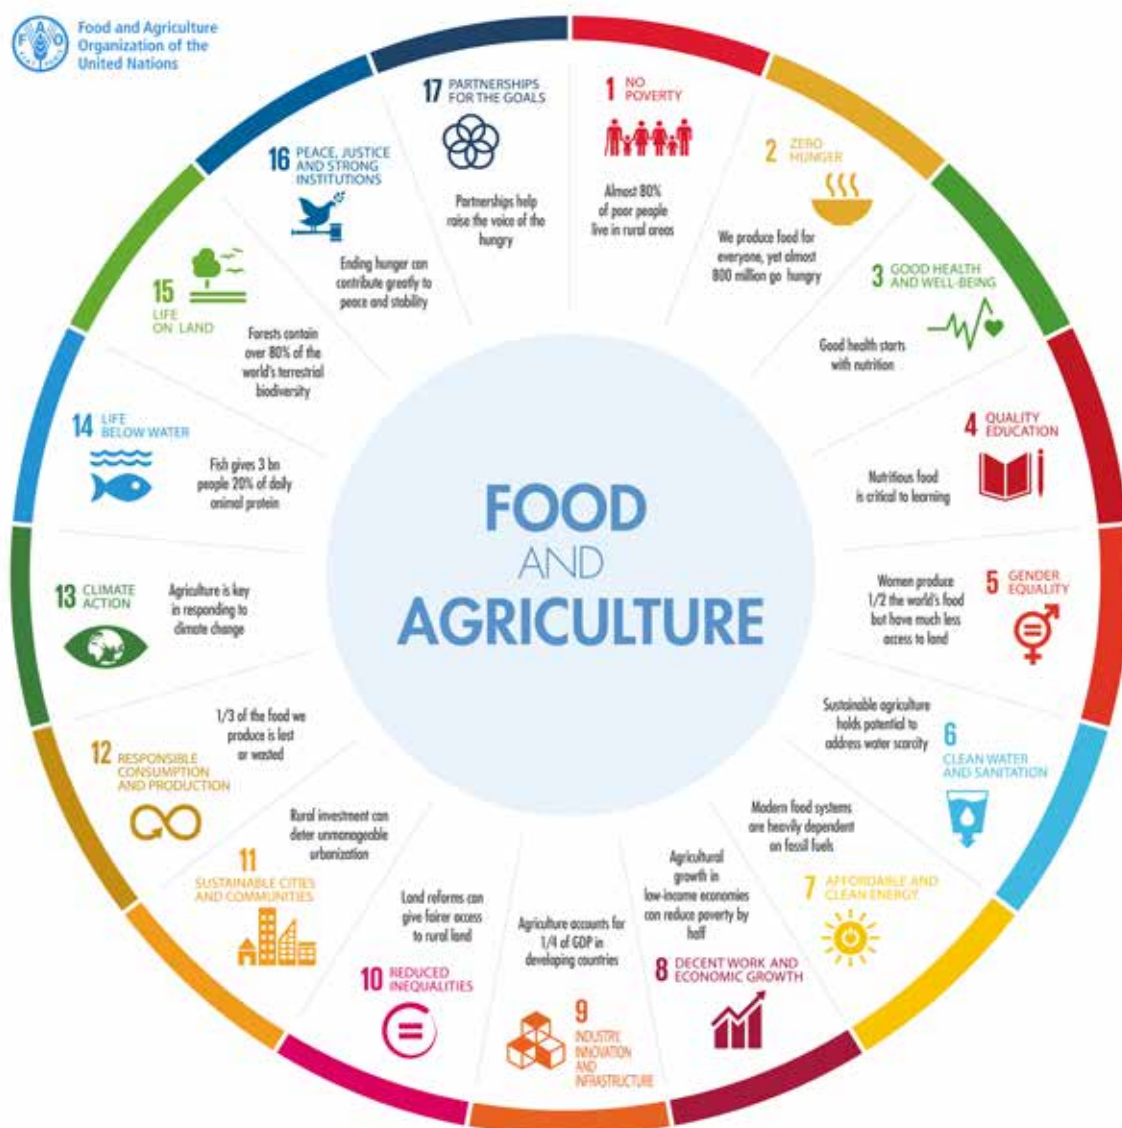 FAO
FIAT PANIS
Food and Agriculture
Organization of the
United Nations
1 NO
POVERTY
Almost 80%
of poor people
live in rural areas
2 ZERO
HUNGER
We produce food for
everyone, yet almost
800 million go hungry
3 GOOD HEALTH
AND WELL-BEING
Good health starts
with nutrition
4 QUALITY
EDUCATION
Nutritious food
is critical to learning
5 GENDER
EQUALITY
Women produce
1/2 the world's food
but have much less
access to land
6
CLEAN WATER
AND SANITATION
Sustainable agriculture
holds potential to
address water scarcity
7 AFFORDABLE AND
CLEAN ENERGY
Modern food systems
are heavily dependent
on fossil fuels
8 DECENT WORK AND
ECONOMIC GROWTH
Agricultural
growth in
low-income economies
can reduce poverty by
half
9
INDUSTRY,
INNOVATION
AND
INFRASTRUCTURE
Agriculture accounts for
1/4 of GDP in
developing countries
10 REDUCED
INEQUALITIES
Land reforms can
give fairer access
to rural land
11
SUSTAINABLE CITIES
AND COMMUNITIES
Rural investment can
deter unmanageable
urbanization
12 RESPONSIBLE
CONSUMPTION
AND PRODUCTION
1/3 of the food we
produce is lost
or wasted
13 CLIMATE
ACTION
Agriculture is key
in responding to
climate change
14 LIFE
BELOW WATER
Fish gives 3 bn
people 20% of daily
animal protein
15
LIFE
ON LAND
Forests contain
over 80% of the
world's terrestrial
biodiversity
16 PEACE, JUSTICE
AND STRONG
INSTITUTIONS
Ending hunger can
contribute greatly to
peace and stability
17 PARTNERSHIPS
FOR THE GOALS
Partnerships help
raise the voice of the
hungry
FOOD
AND
AGRICULTURE